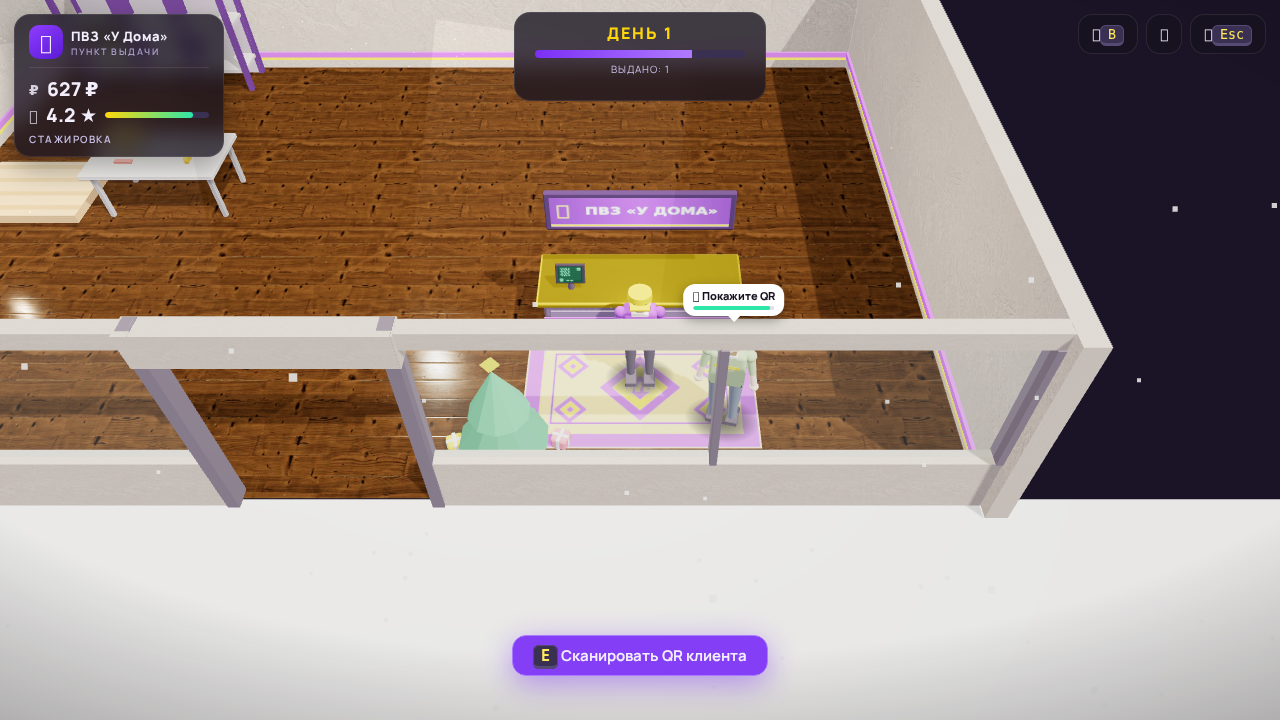 ПВЗ «У Дома»
ПУНКТ ВЫДАЧИ
₽ 627 ₽
4.2 ★
СТАЖИРОВКА
ДЕНЬ 1
ВЫДАНО: 1
B
Esc
ПВЗ «У ДОМА»
Покажите QR
E Сканировать QR клиента